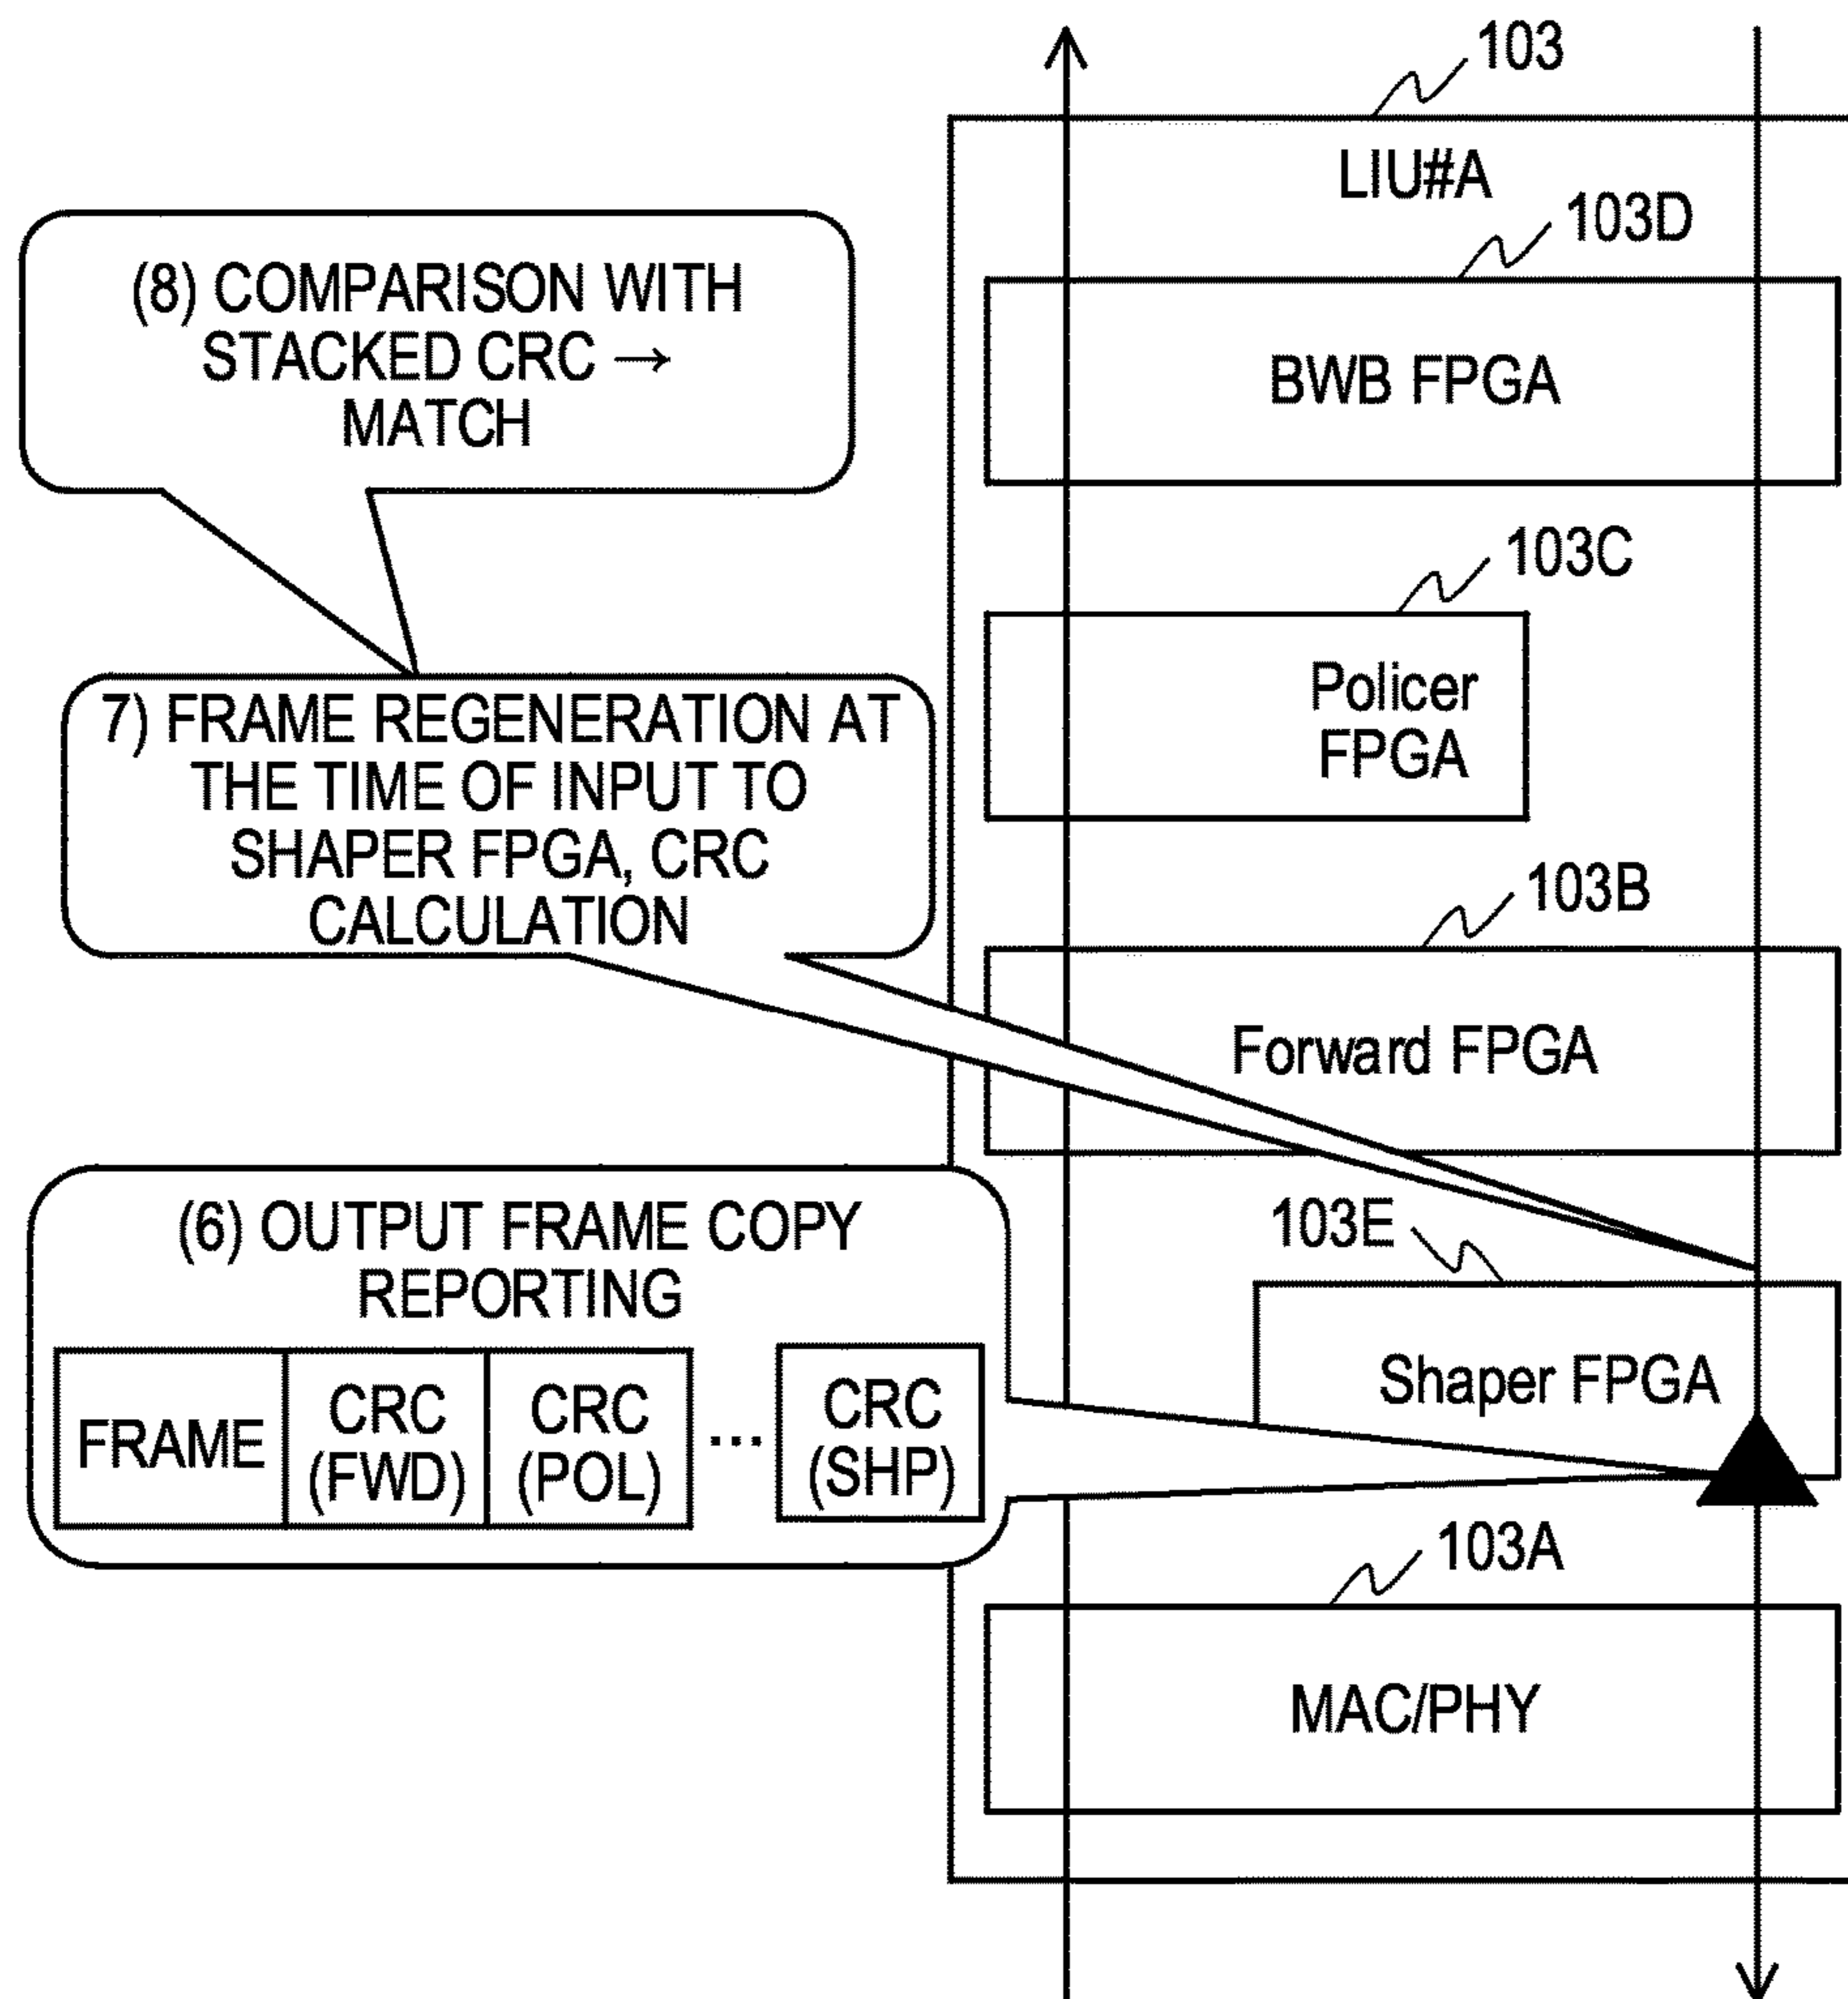 103
LIU#A
103D
(8) COMPARISON WITH
STACKED CRC →
MATCH
BWB FPGA
103C
Policer
FPGA
7) FRAME REGENERATION AT
THE TIME OF INPUT TO
SHAPER FPGA, CRC
CALCULATION
103B
Forward FPGA
(6) OUTPUT FRAME COPY
REPORTING
FRAME
CRC
(FWD)
CRC
(POL)
...
CRC
(SHP)
103E
Shaper FPGA
103A
MAC/PHY